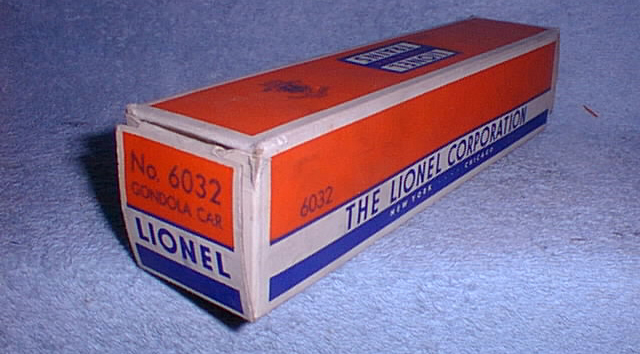 No. 6032
GONDOLA CAR
LIONEL
6032
THE LIONEL CORPORATION
NEW YORK .... CHICAGO